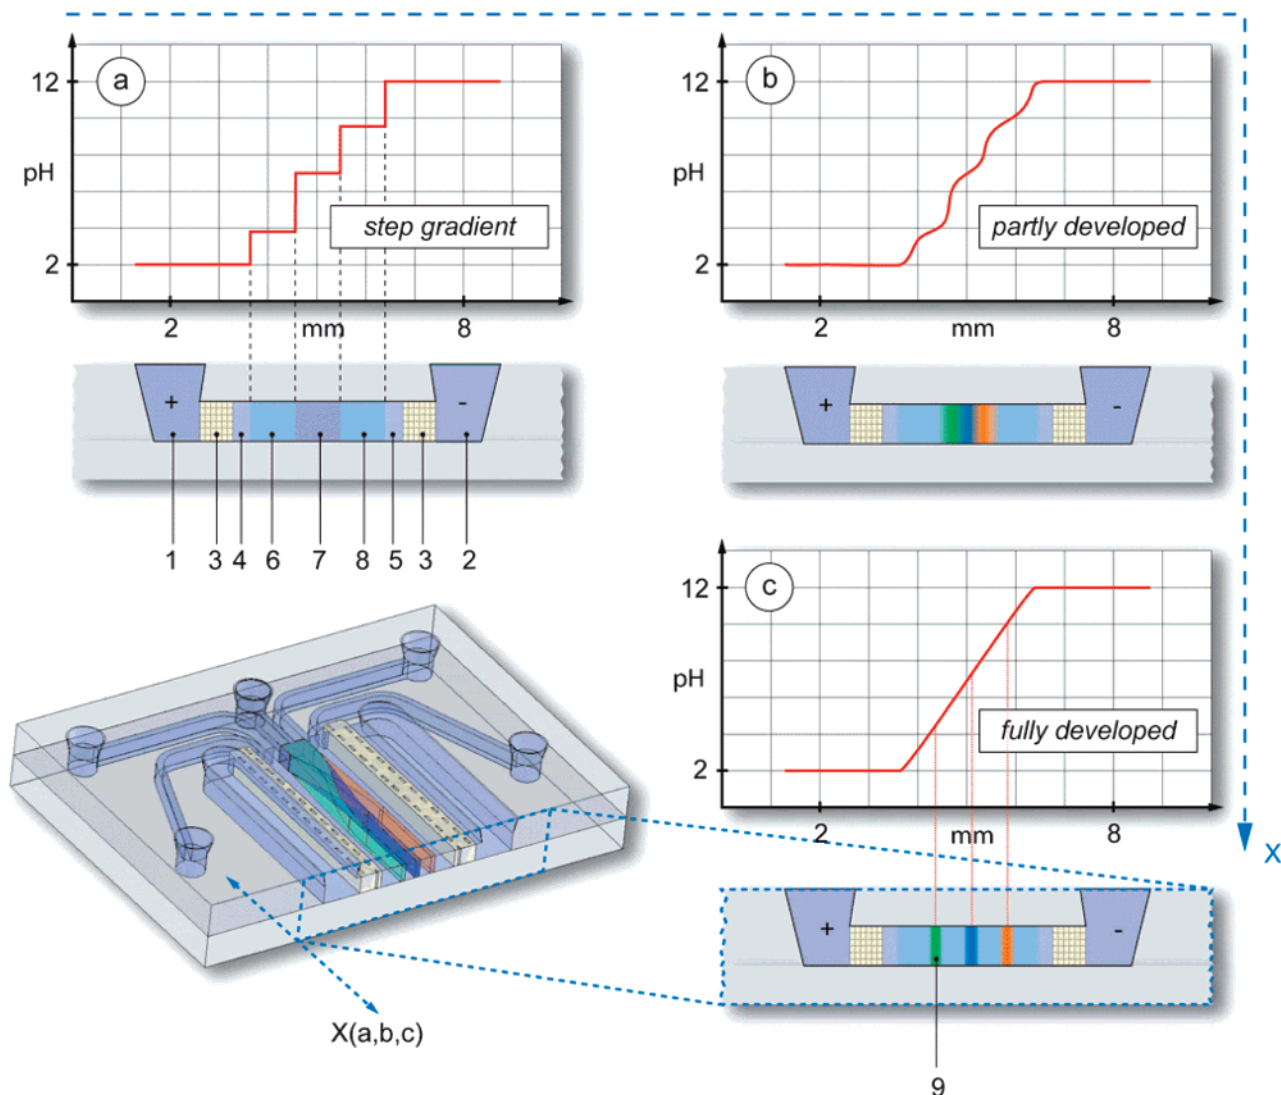 a
12
pH
2
step gradient
2 mm 8
+ -
1 3 4 6 7 8 5 3 2
b
12
pH
2
partly developed
2 mm 8
+ -
c
12
pH
2
fully developed
2 mm 8
X
+ -
9
X(a,b,c)